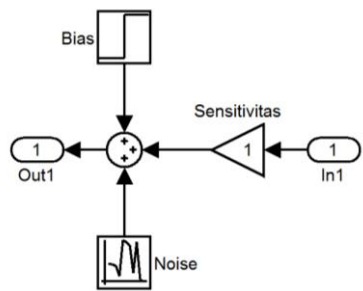 Bias
Sensitivitas
1
1
1
Out1
In1
+
+
+
Noise